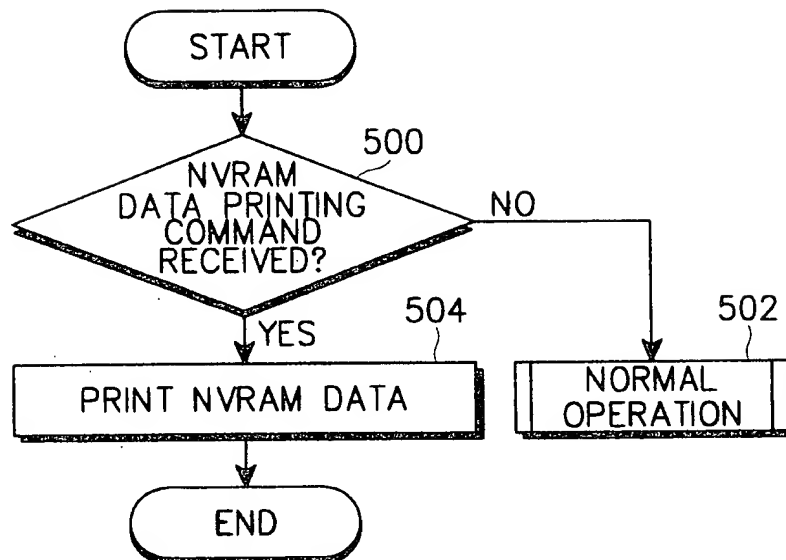 START
500
NVRAM
DATA PRINTING
COMMAND
RECEIVED?
NO
YES
504
502
PRINT NVRAM DATA
NORMAL
OPERATION
END